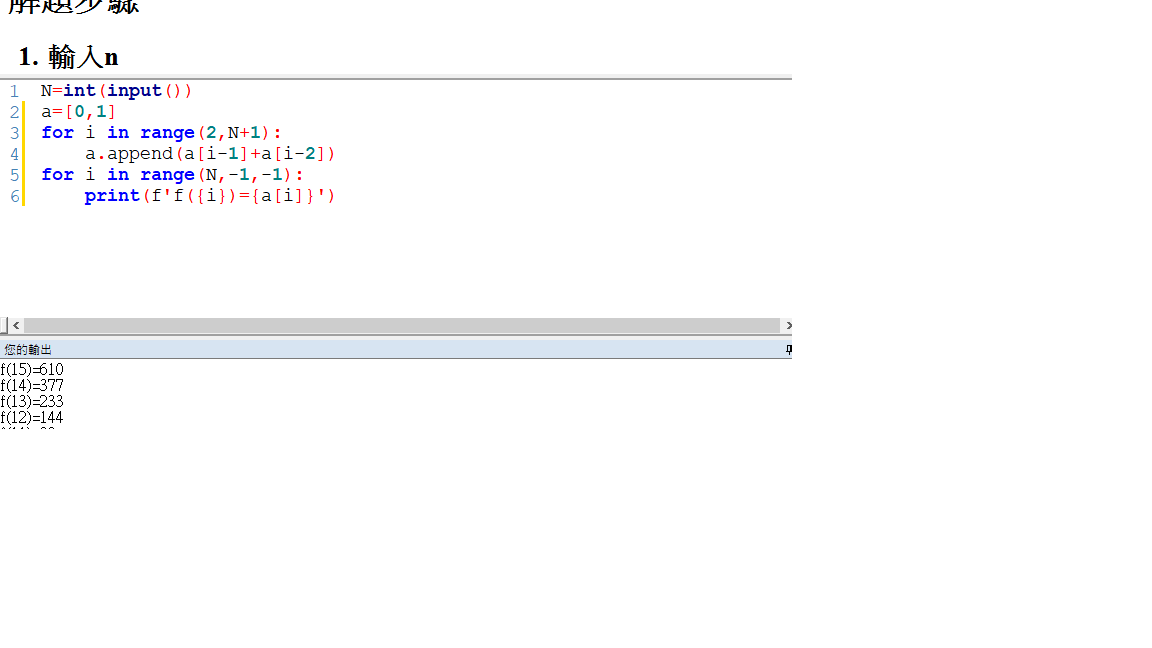 解題步驟
1. 輸入n
1 N=int(input())
2 a=[0,1]
3 for i in range(2,N+1):
4     a.append(a[i-1]+a[i-2])
5 for i in range(N,-1,-1):
6     print(f'f({i})={a[i]}')
您的輸出
f(15)=610
f(14)=377
f(13)=233
f(12)=144